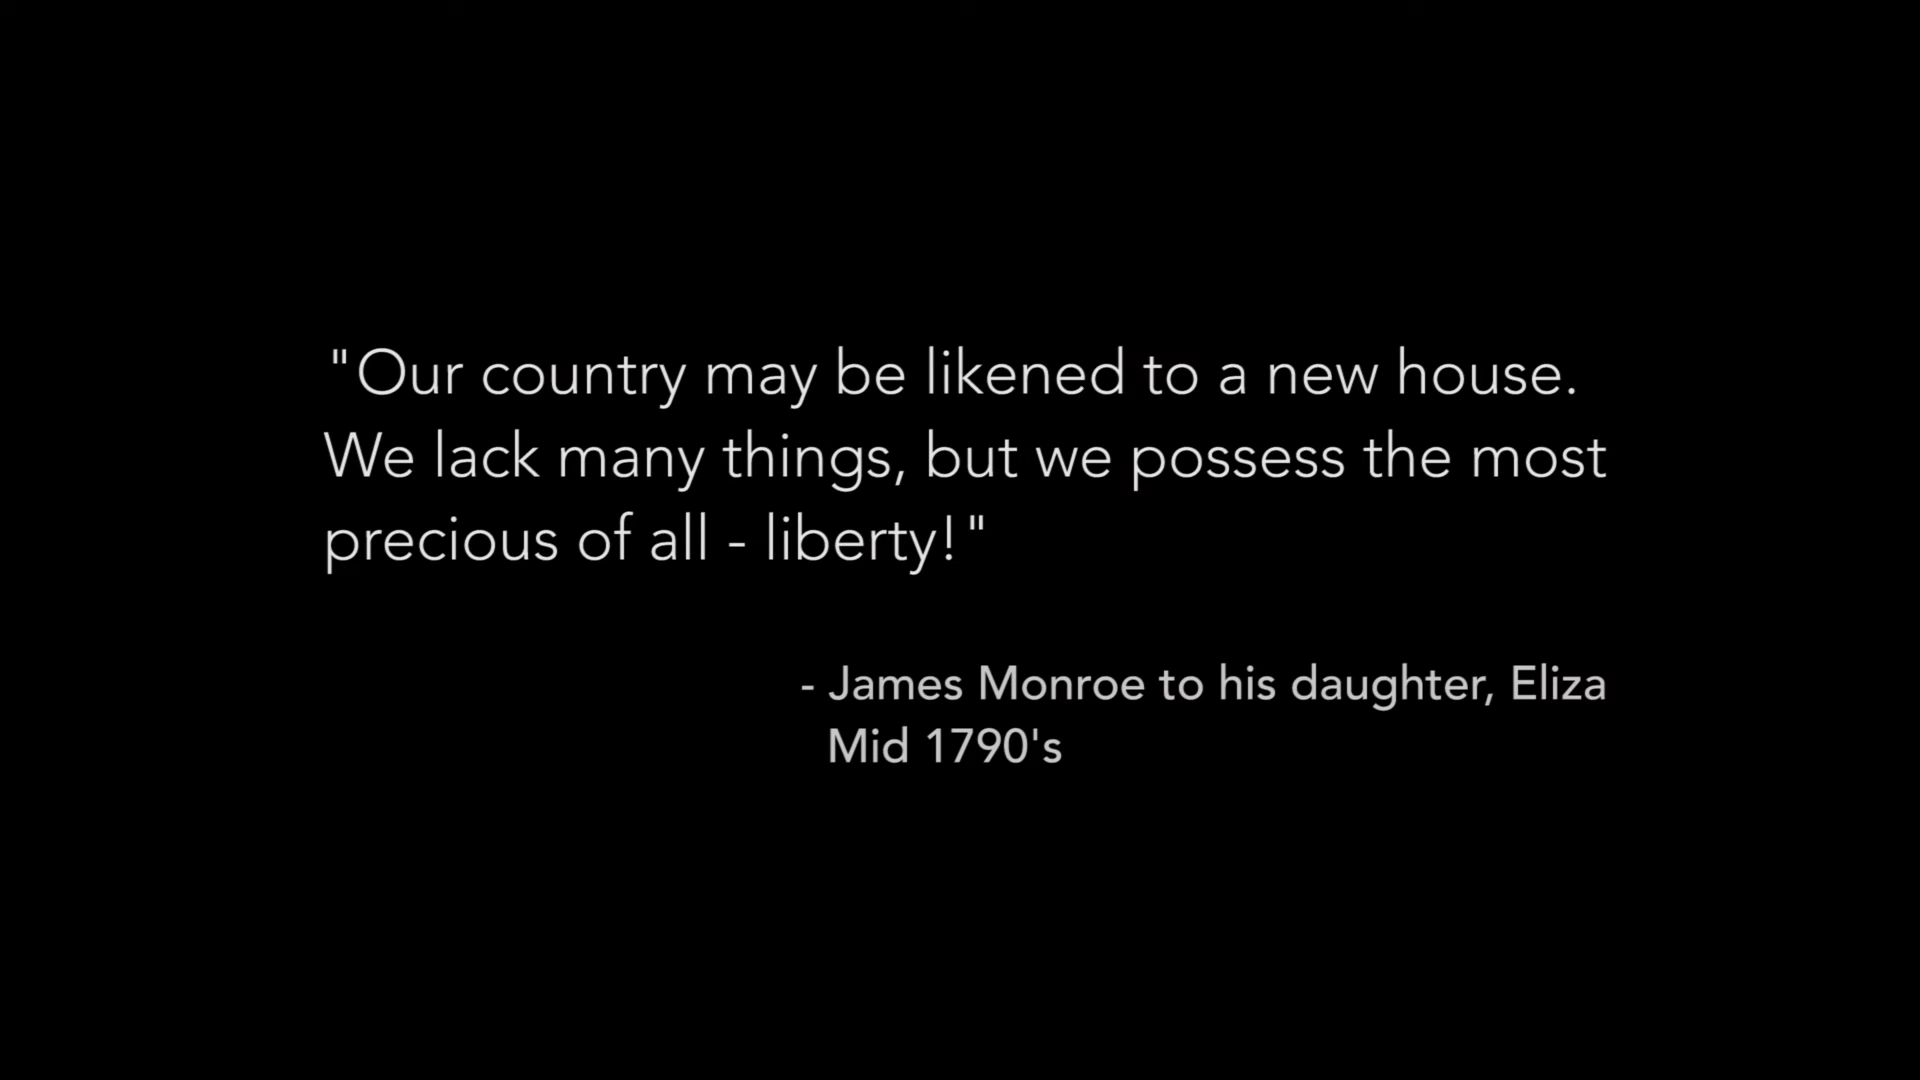 "Our country may be likened to a new house.
We lack many things, but we possess the most
precious of all - liberty!"
- James Monroe to his daughter, Eliza
Mid 1790's